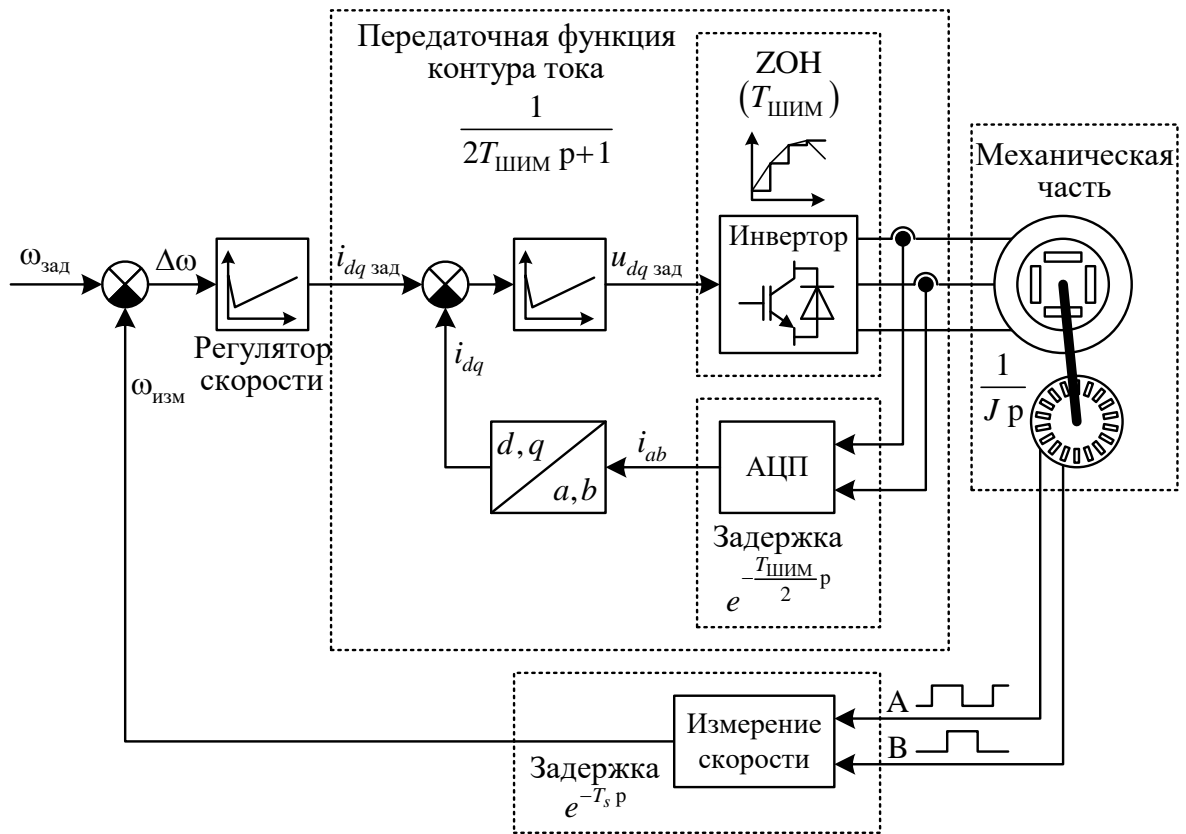 Передаточная функция
контура тока
1
2T_ШИМ p+1
ZOH
(T_ШИМ)
Механическая
часть
ω_зад
Δω
i_dq зад
u_dq зад
Инвертор
Регулятор
скорости
ω_изм
i_dq
1
J p
d, q
a, b
i_ab
АЦП
Задержка
e^(-T_ШИМ/2 p)
A
B
Измерение
скорости
Задержка
e^(-T_s p)